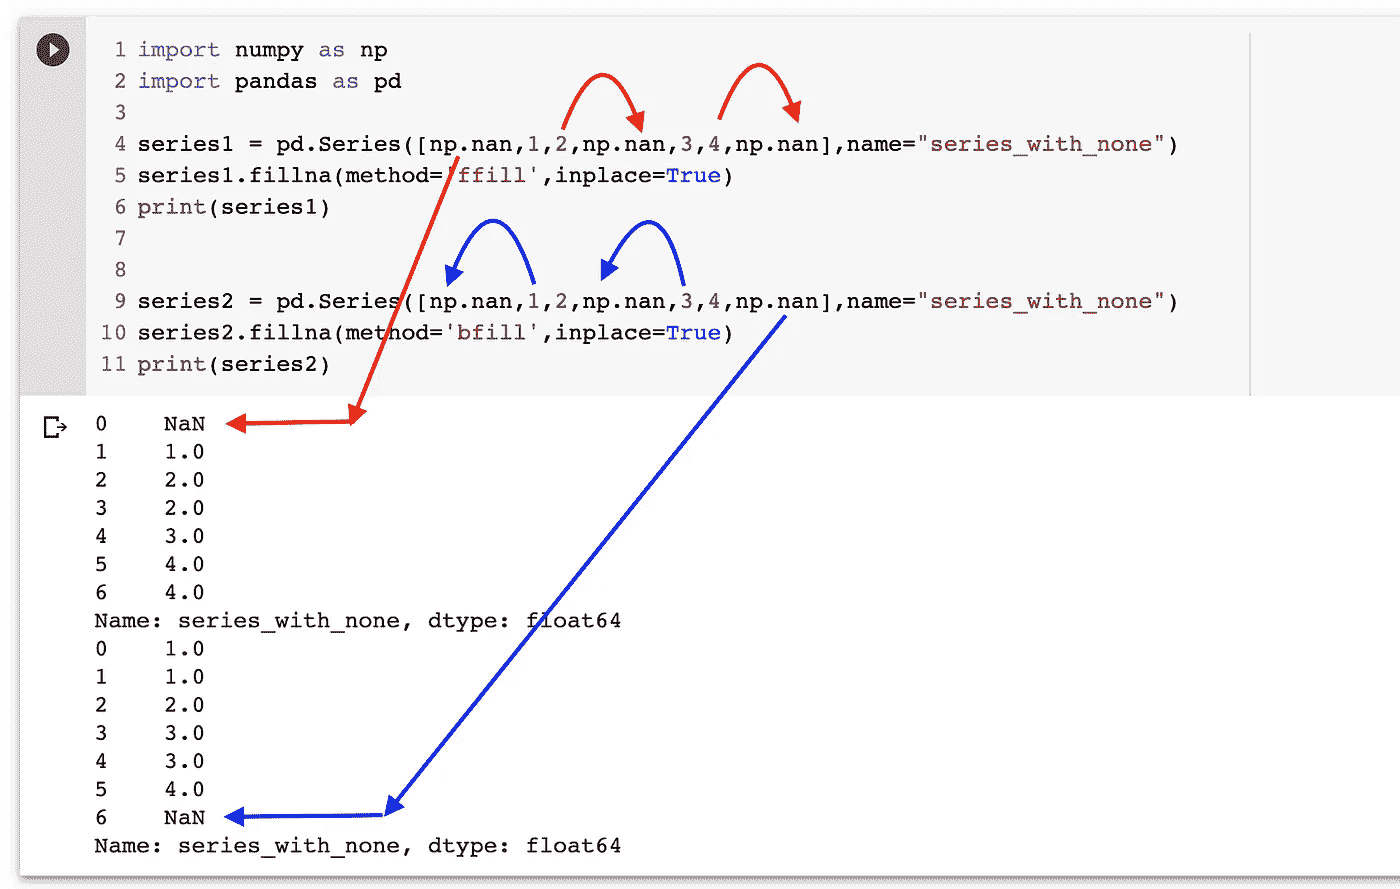 1 import numpy as np
2 import pandas as pd
3
4 series1 = pd.Series([np.nan,1,2,np.nan,3,4,np.nan],name="series_with_none")
5 series1.fillna(method='ffill',inplace=True)
6 print(series1)
7
8
9 series2 = pd.Series([np.nan,1,2,np.nan,3,4,np.nan],name="series_with_none")
10 series2.fillna(method='bfill',inplace=True)
11 print(series2)
0 NaN
1 1.0
2 2.0
3 2.0
4 3.0
5 4.0
6 4.0
Name: series_with_none, dtype: float64
0 1.0
1 1.0
2 2.0
3 3.0
4 3.0
5 4.0
6 NaN
Name: series_with_none, dtype: float64